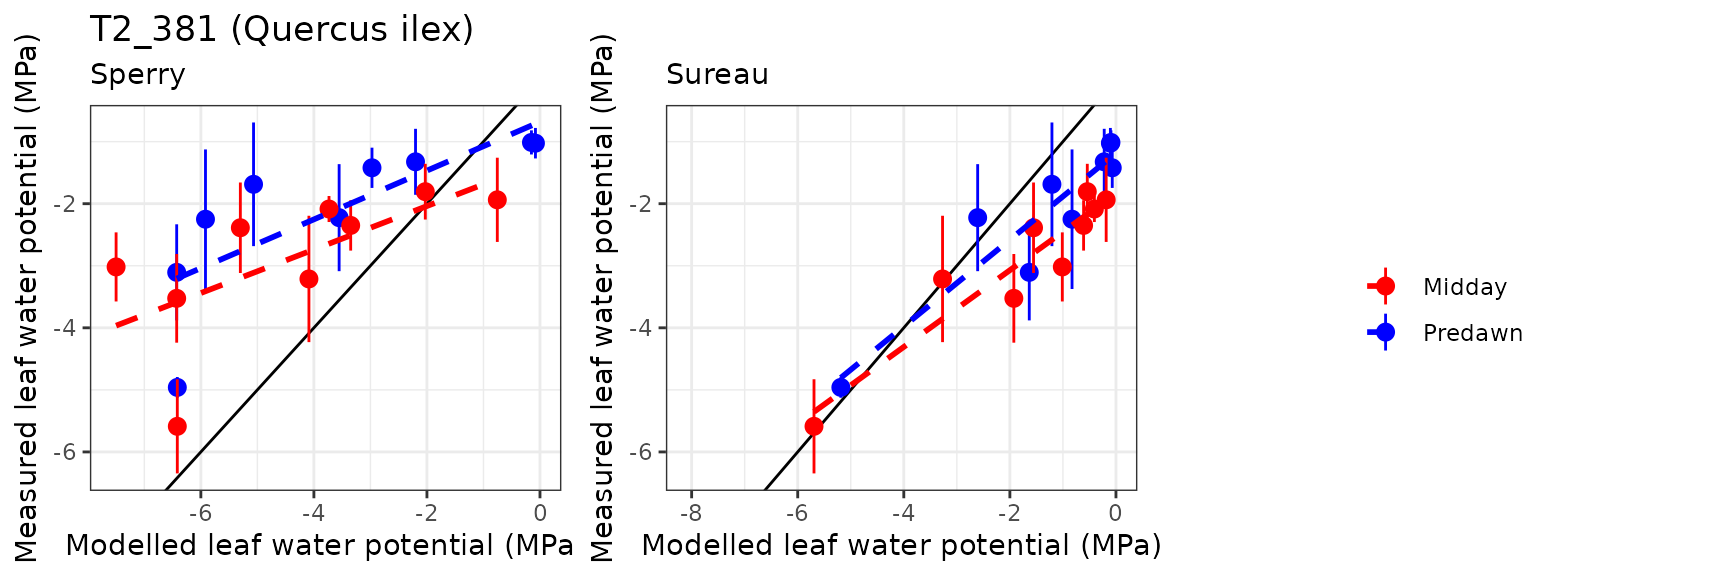 T2_381 (Quercus ilex)
Sperry
Measured leaf water potential (MPa)
-2
-4
-6
-6
-4
-2
0
Modelled leaf water potential (MPa
Sureau
Measured leaf water potential (MPa)
-2
-4
-6
-8
-6
-4
-2
0
Modelled leaf water potential (MPa)
Midday
Predawn